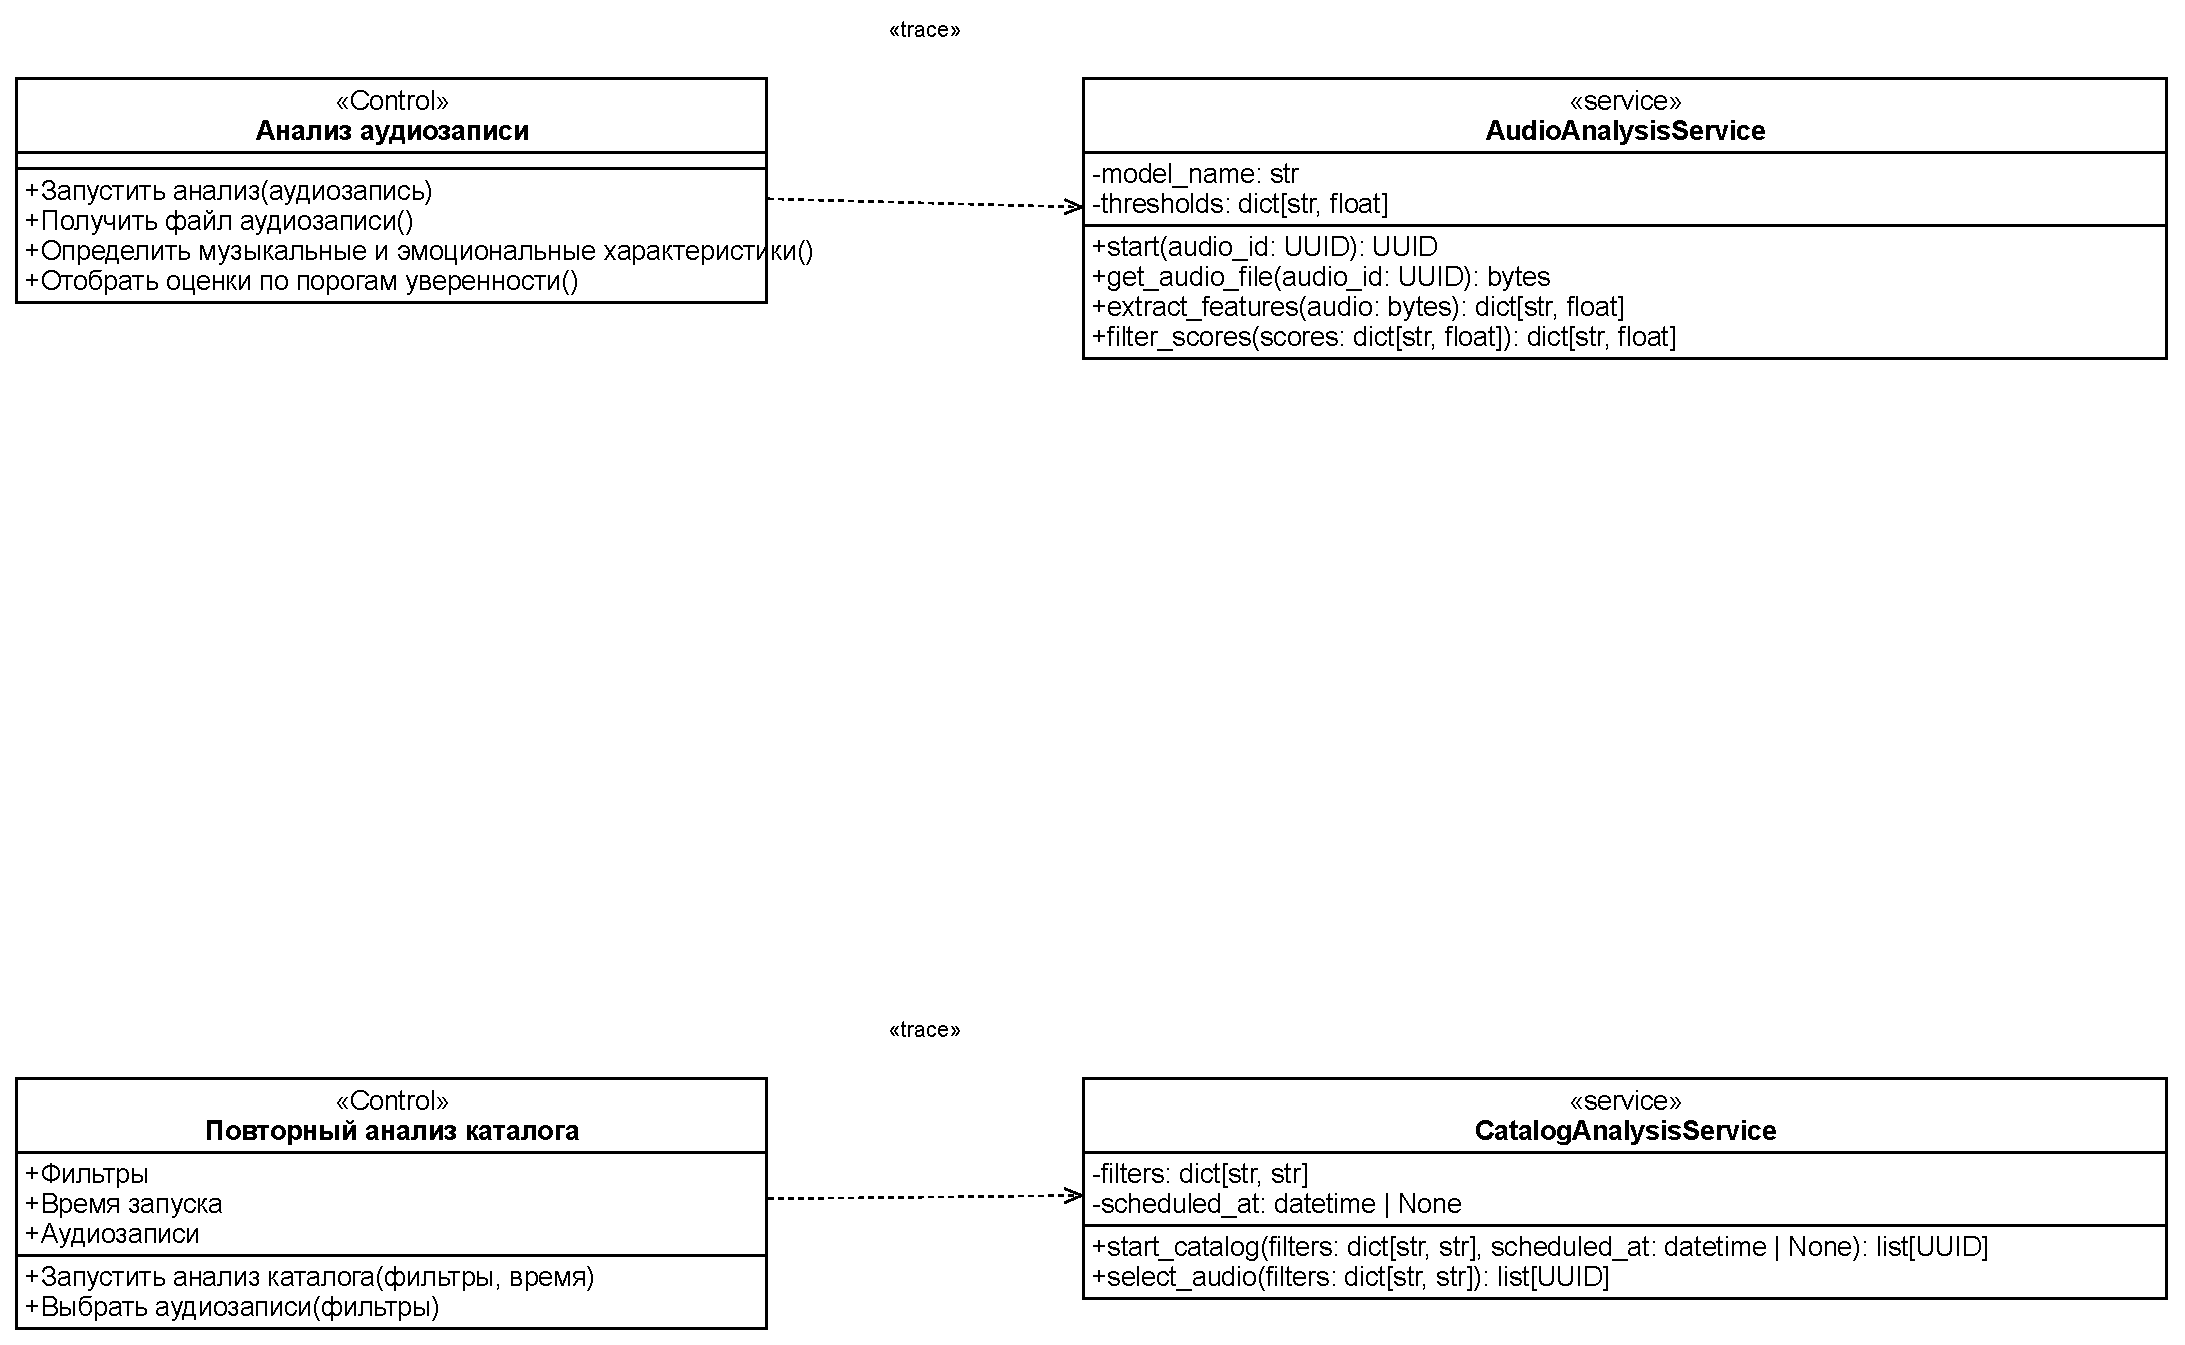 «trace»
«Control»
Анализ аудиозаписи
+Запустить анализ(аудиозапись)
+Получить файл аудиозаписи()
+Определить музыкальные и эмоциональные характеристики()
+Отобрать оценки по порогам уверенности()
«service»
AudioAnalysisService
-model_name: str
-thresholds: dict[str, float]
+start(audio_id: UUID): UUID
+get_audio_file(audio_id: UUID): bytes
+extract_features(audio: bytes): dict[str, float]
+filter_scores(scores: dict[str, float]): dict[str, float]
«trace»
«Control»
Повторный анализ каталога
+Фильтры
+Время запуска
+Аудиозаписи
+Запустить анализ каталога(фильтры, время)
+Выбрать аудиозаписи(фильтры)
«service»
CatalogAnalysisService
-filters: dict[str, str]
-scheduled_at: datetime | None
+start_catalog(filters: dict[str, str], scheduled_at: datetime | None): list[UUID]
+select_audio(filters: dict[str, str]): list[UUID]